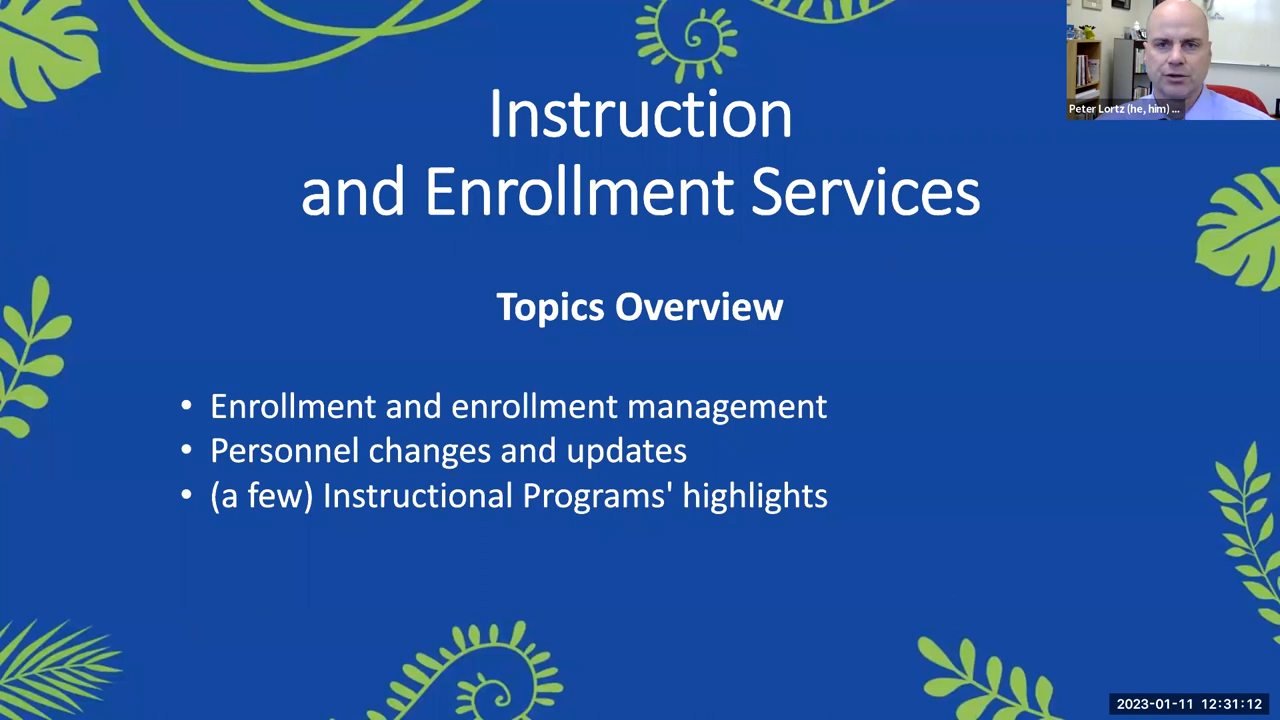 Instruction
and Enrollment Services
Peter Lortz (he, him) ...
Topics Overview
• Enrollment and enrollment management
• Personnel changes and updates
• (a few) Instructional Programs' highlights
2023-01-11 12:31:12